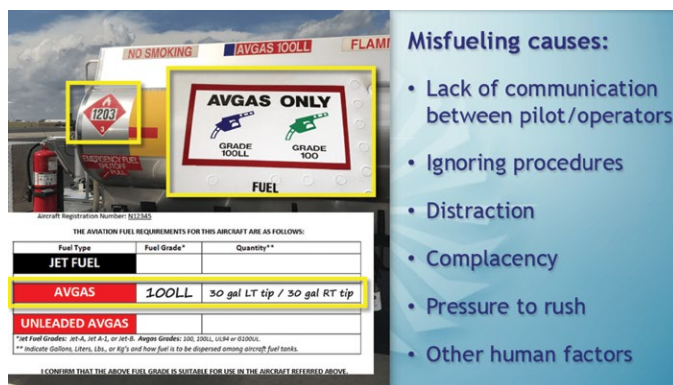 NO SMOKING
AVGAS 100LL
FLAMM
1203
3
EMERGENCY FUEL
SHUTOFF
PULL
AVGAS ONLY
GRADE
100LL
GRADE
100
FUEL
Aircraft Registration Number: N12345
THE AVIATION FUEL REQUIREMENTS FOR THIS AIRCRAFT ARE AS FOLLOWS:
Fuel Type Fuel Grade* Quantity**
JET FUEL
AVGAS 100LL 30 gal LT tip / 30 gal RT tip
UNLEADED AVGAS
*Jet Fuel Grades: Jet-A, Jet A-1, or Jet-B. Avgas Grades: 100, 100LL, UL94 or G100UL.
** Indicate Gallons, Liters, Lbs., or Kg's and how fuel is to be dispersed among aircraft fuel tanks.
I CONFIRM THAT THE ABOVE FUEL GRADE IS SUITABLE FOR USE IN THE AIRCRAFT REFERRED ABOVE.
Misfueling causes:
• Lack of communication
between pilot/operators
• Ignoring procedures
• Distraction
• Complacency
• Pressure to rush
• Other human factors